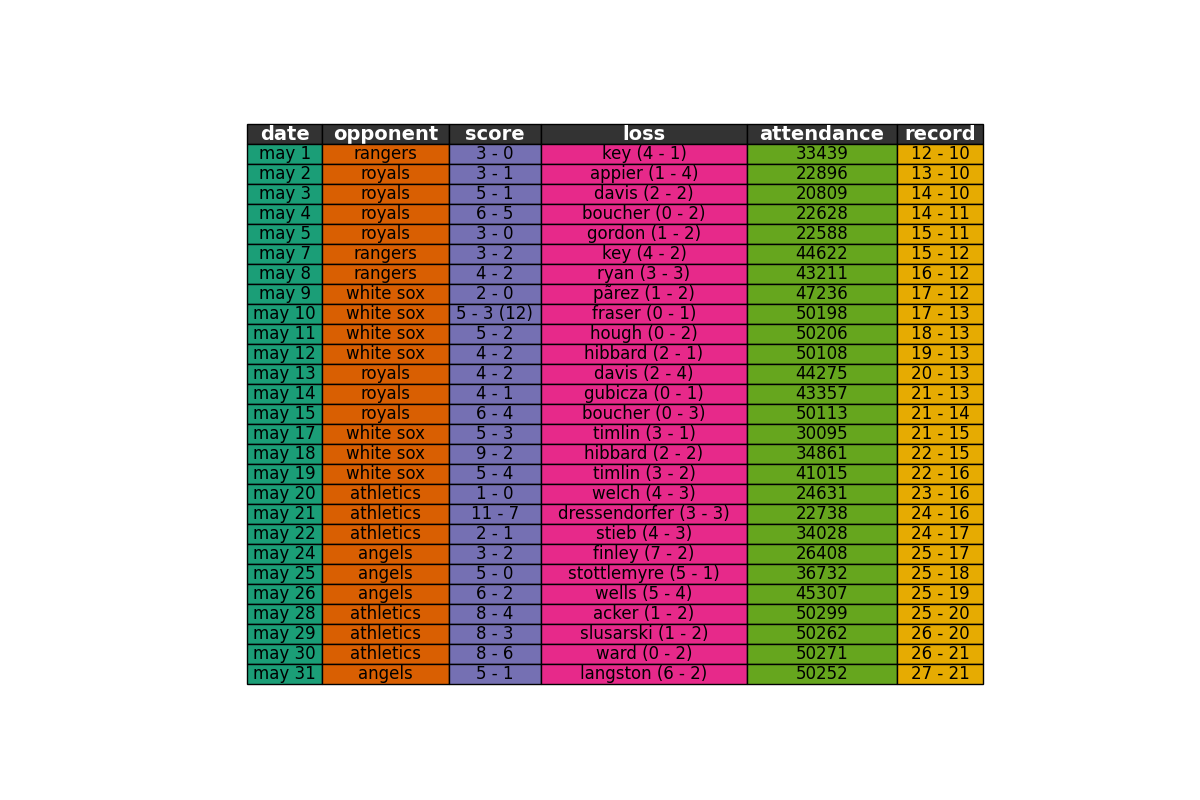 date opponent score loss attendance record
may 1 rangers 3 - 0 key (4 - 1) 33439 12 - 10
may 2 royals 3 - 1 appier (1 - 4) 22896 13 - 10
may 3 royals 5 - 1 davis (2 - 2) 20809 14 - 10
may 4 royals 6 - 5 boucher (0 - 2) 22628 14 - 11
may 5 royals 3 - 0 gordon (1 - 2) 22588 15 - 11
may 7 rangers 3 - 2 key (4 - 2) 44622 15 - 12
may 8 rangers 4 - 2 ryan (3 - 3) 43211 16 - 12
may 9 white sox 2 - 0 pãrez (1 - 2) 47236 17 - 12
may 10 white sox 5 - 3 (12) fraser (0 - 1) 50198 17 - 13
may 11 white sox 5 - 2 hough (0 - 2) 50206 18 - 13
may 12 white sox 4 - 2 hibbard (2 - 1) 50108 19 - 13
may 13 royals 4 - 2 davis (2 - 4) 44275 20 - 13
may 14 royals 4 - 1 gubicza (0 - 1) 43357 21 - 13
may 15 royals 6 - 4 boucher (0 - 3) 50113 21 - 14
may 17 white sox 5 - 3 timlin (3 - 1) 30095 21 - 15
may 18 white sox 9 - 2 hibbard (2 - 2) 34861 22 - 15
may 19 white sox 5 - 4 timlin (3 - 2) 41015 22 - 16
may 20 athletics 1 - 0 welch (4 - 3) 24631 23 - 16
may 21 athletics 11 - 7 dressendorfer (3 - 3) 22738 24 - 16
may 22 athletics 2 - 1 stieb (4 - 3) 34028 24 - 17
may 24 angels 3 - 2 finley (7 - 2) 26408 25 - 17
may 25 angels 5 - 0 stottlemyre (5 - 1) 36732 25 - 18
may 26 angels 6 - 2 wells (5 - 4) 45307 25 - 19
may 28 athletics 8 - 4 acker (1 - 2) 50299 25 - 20
may 29 athletics 8 - 3 slusarski (1 - 2) 50262 26 - 20
may 30 athletics 8 - 6 ward (0 - 2) 50271 26 - 21
may 31 angels 5 - 1 langston (6 - 2) 50252 27 - 21